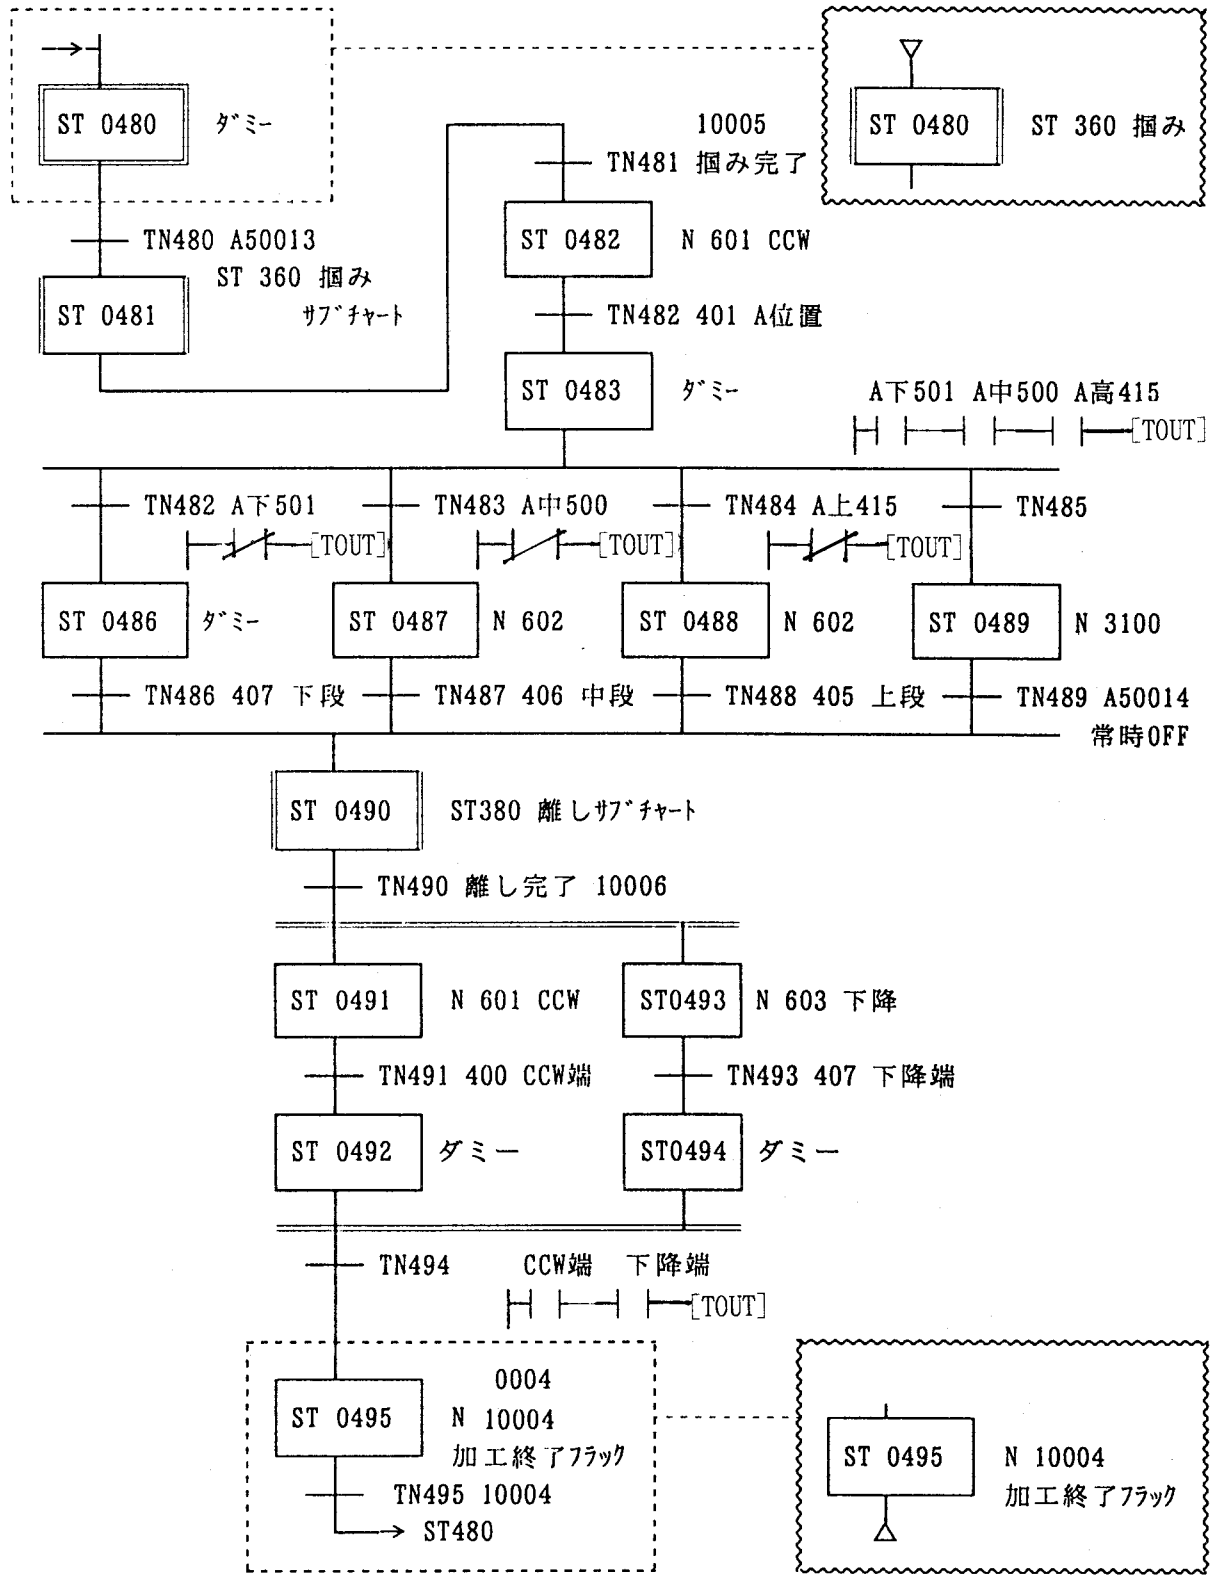 ST 0480 ダミー
ST 0480 ST 360 掴み
10005
TN481 掴み完了
TN480 A50013
ST 360 掴み
ST 0481 サブチャート
ST 0482 N 601 CCW
TN482 401 A位置
ST 0483 ダミー
A下501 A中500 A高415
[TOUT]
TN482 A下501 TN483 A中500 TN484 A上415 TN485
[TOUT] [TOUT] [TOUT]
ST 0486 ダミー ST 0487 N 602 ST 0488 N 602 ST 0489 N 3100
TN486 407 下段 TN487 406 中段 TN488 405 上段 TN489 A50014
常時OFF
ST 0490 ST380 離しサブチャート
TN490 離し完了 10006
ST 0491 N 601 CCW ST0493 N 603 下降
TN491 400 CCW端 TN493 407 下降端
ST 0492 ダミー ST0494 ダミー
TN494 CCW端 下降端
[TOUT]
0004
ST 0495 N 10004
加工終了フラック
TN495 10004
ST480
ST 0495 N 10004
加工終了フラック